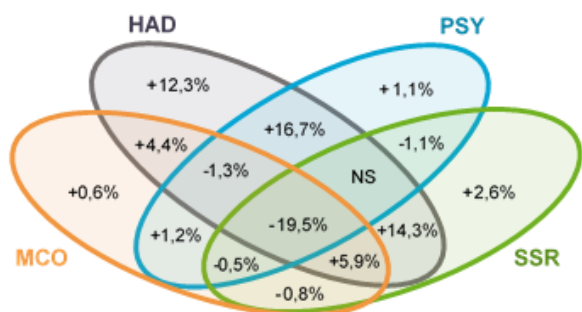 HAD
PSY
+12,3%
+1,1%
+16,7%
+4,4%
-1,1%
-1,3%
NS
+0,6%
+2,6%
-19,5%
+1,2%
+14,3%
MCO
-0,5%
+5,9%
SSR
-0,8%